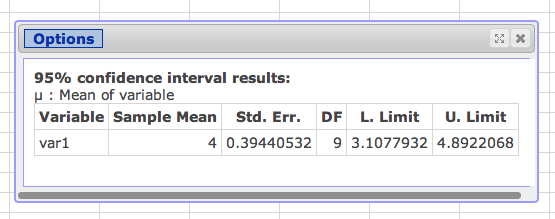 Options
95% confidence interval results:
μ : Mean of variable
Variable Sample Mean Std. Err. DF L. Limit U. Limit
var1 4 0.39440532 9 3.1077932 4.8922068